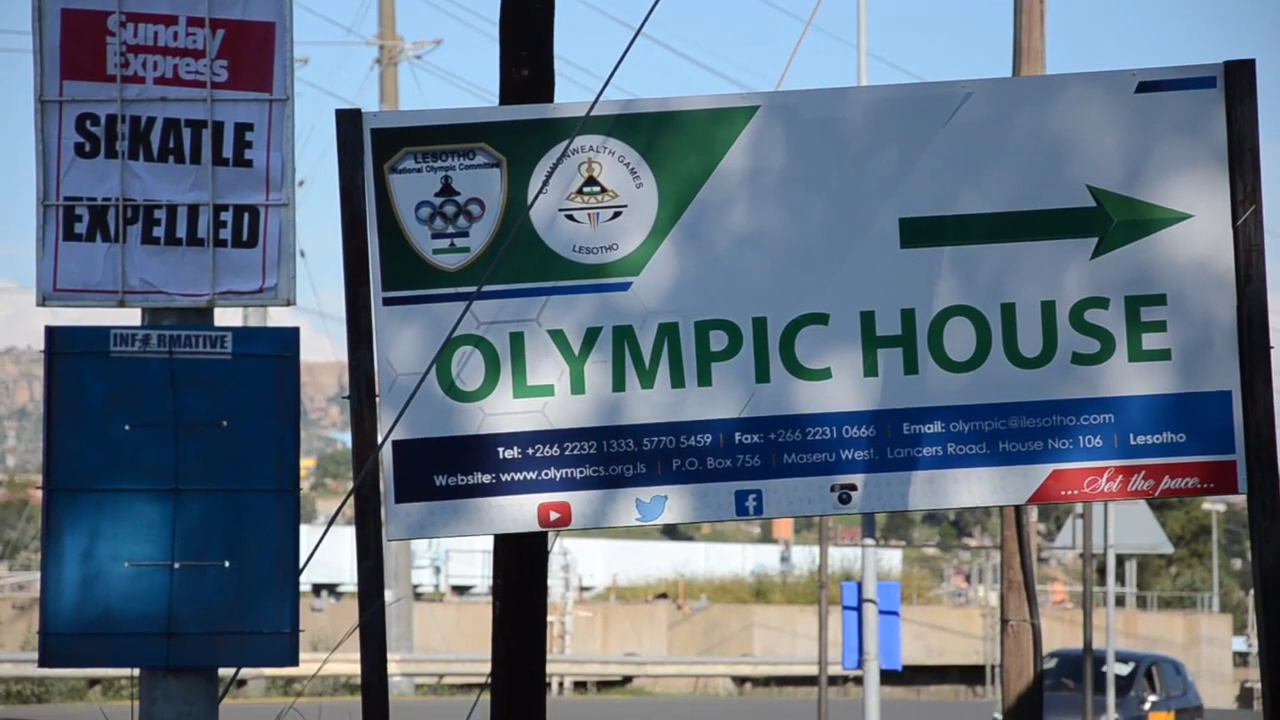 Sunday
Express
SEKATLE
EXPELLED
INFORMATIVE
LESOTHO
National Olympic Committee
COMMONWEALTH GAMES
LESOTHO
OLYMPIC HOUSE
Tel: +266 2232 1333, 5770 5459 | Fax: +266 2231 0666 | Email: olympic@ilesotho.com
Website: www.olympics.org.ls | P.O. Box 756 | Maseru West, Lancers Road, House No: 106 | Lesotho
...Set the pace...